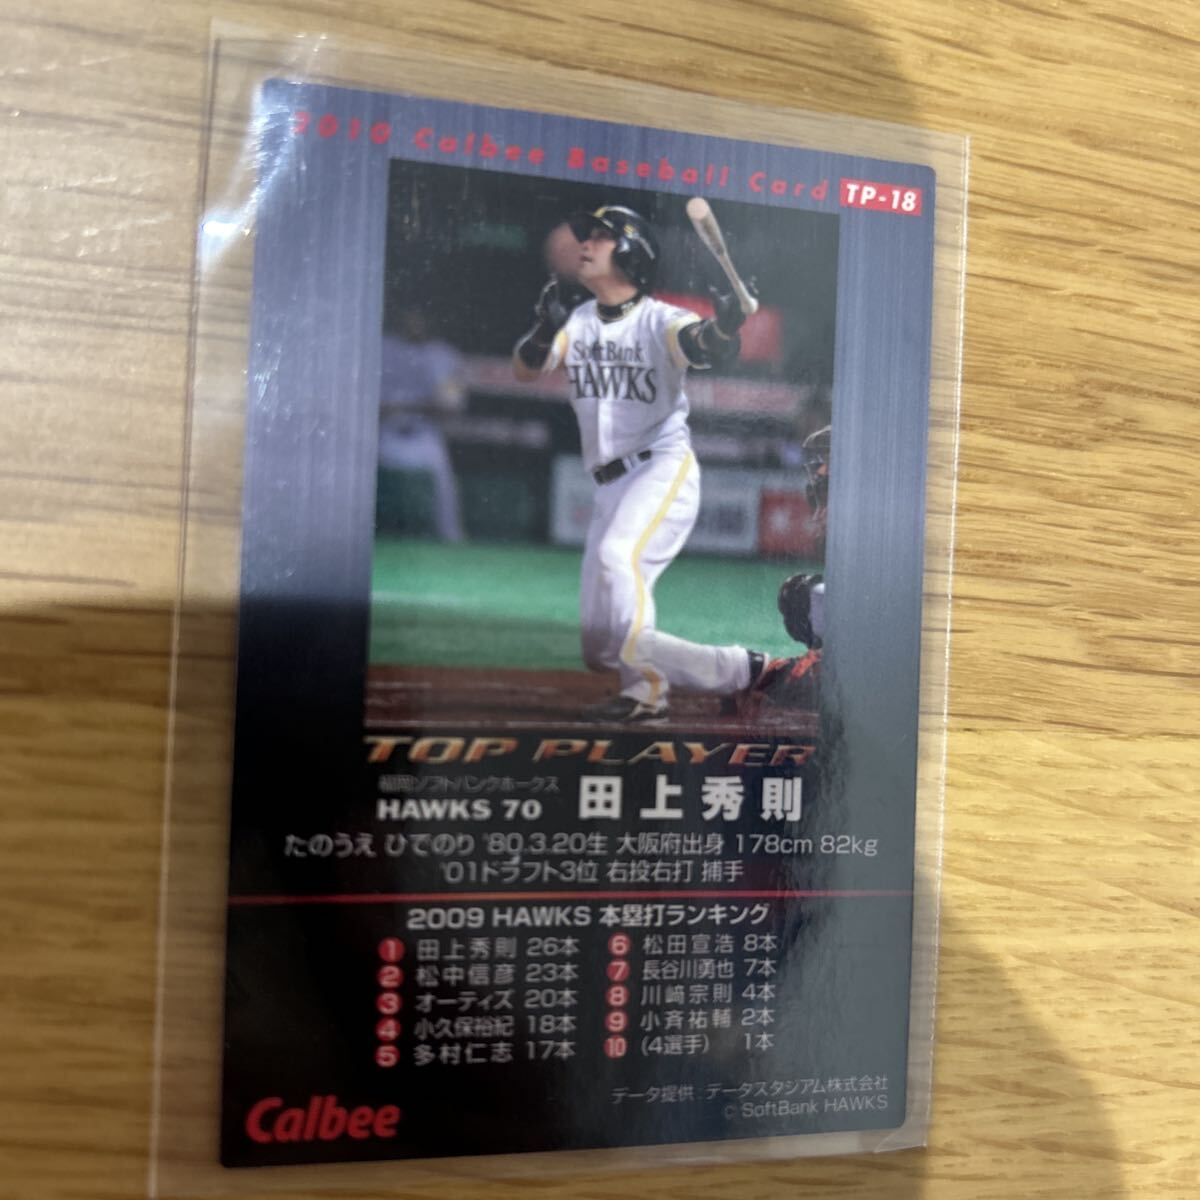 2010 Calbee Baseball Card TP-18
SoftBank
HAWKS
TOP PLAYER
福岡ソフトバンクホークス
HAWKS 70 田上秀則
たのうえ ひでのり '80.3.20生 大阪府出身 178cm 82kg
'01ドラフト3位 右投右打 捕手
2009 HAWKS 本塁打ランキング
1 田上秀則 26本
2 松中信彦 23本
3 オーティズ 20本
4 小久保裕紀 18本
5 多村仁志 17本
6 松田宣浩 8本
7 長谷川勇也 7本
8 川﨑宗則 4本
9 小斉祐輔 2本
10 (4選手) 1本
データ提供：データスタジアム株式会社
© SoftBank HAWKS
Calbee